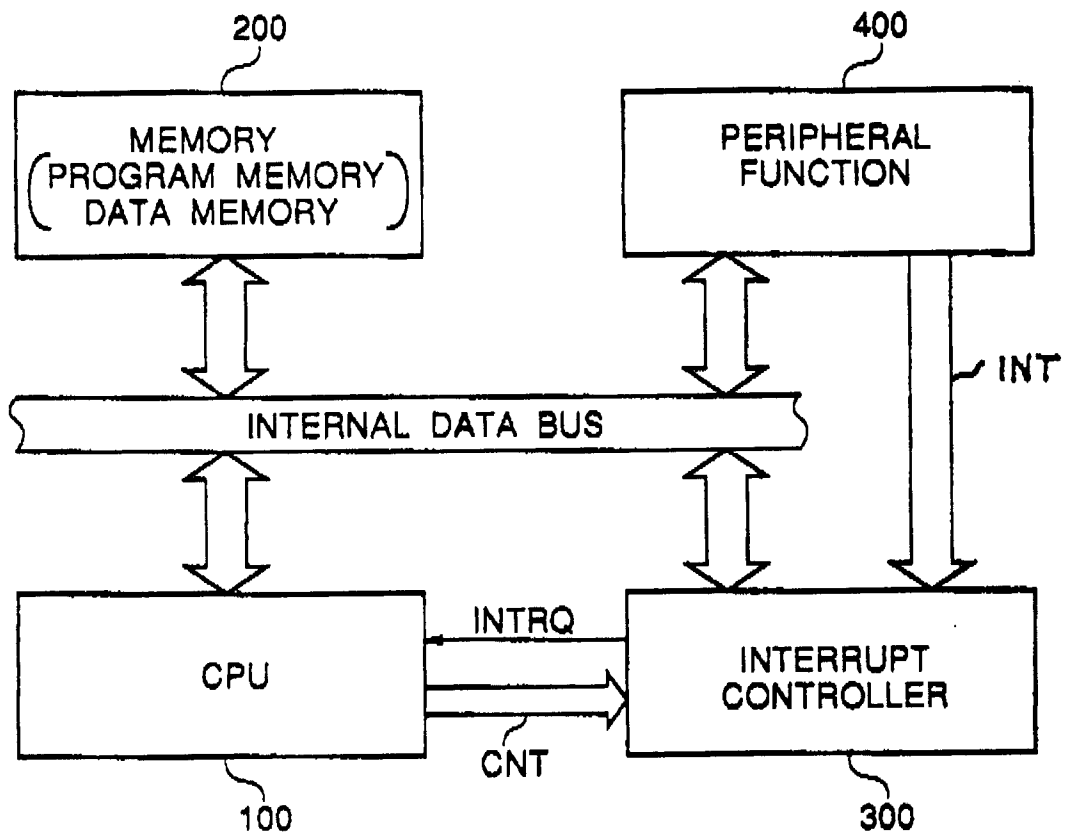 200
400
MEMORY
PROGRAM MEMORY
DATA MEMORY
PERIPHERAL
FUNCTION
INT
INTERNAL DATA BUS
INTRQ
CPU
INTERRUPT
CONTROLLER
CNT
100
300